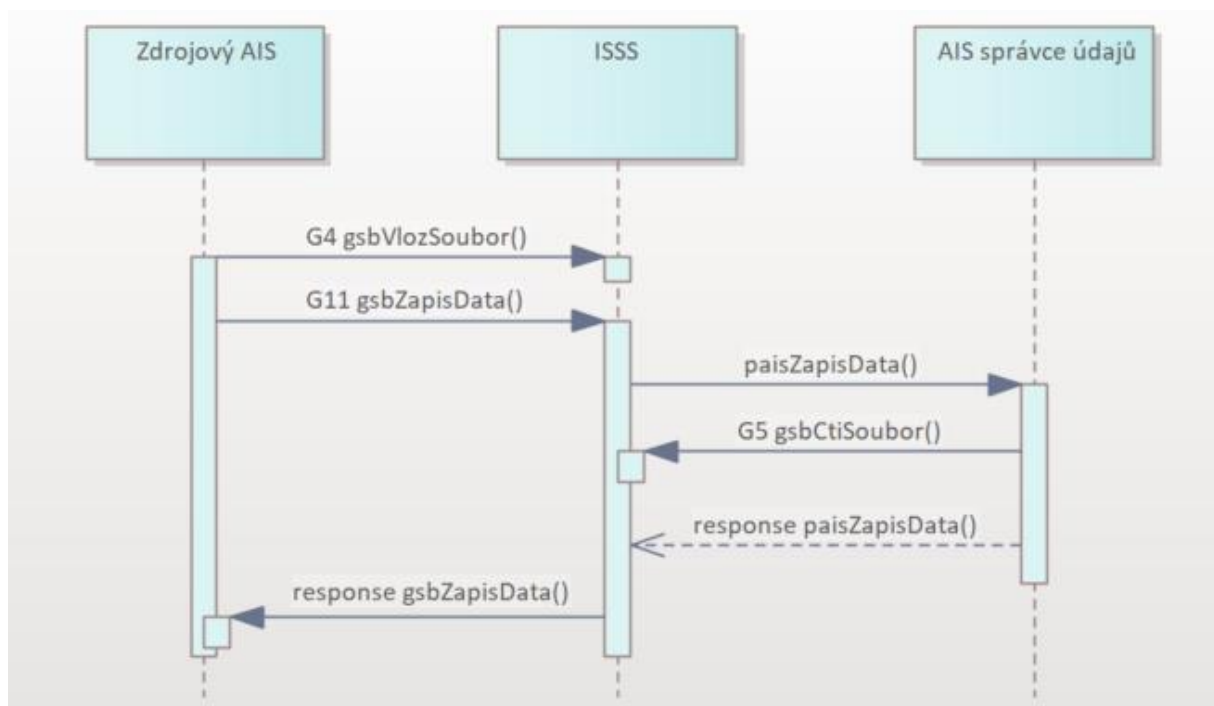 Zdrojový AIS
ISSS
AIS správce údajů
G4 gsbVlozSoubor()
G11 gsbZapisData()
paisZapisData()
G5 gsbCtiSoubor()
response paisZapisData()
response gsbZapisData()